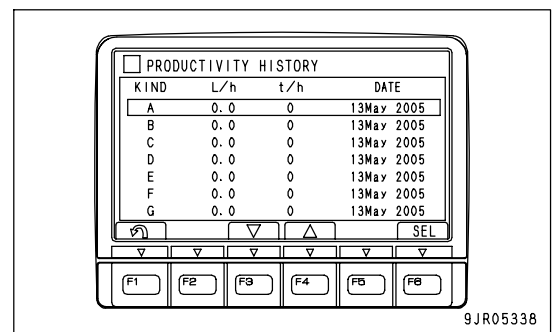 PRODUCTIVITY HISTORY
KIND L/h t/h DATE
A 0.0 0 13May 2005
B 0.0 0 13May 2005
C 0.0 0 13May 2005
D 0.0 0 13May 2005
E 0.0 0 13May 2005
F 0.0 0 13May 2005
G 0.0 0 13May 2005
SEL
F1 F2 F3 F4 F5 F6
9JR05338